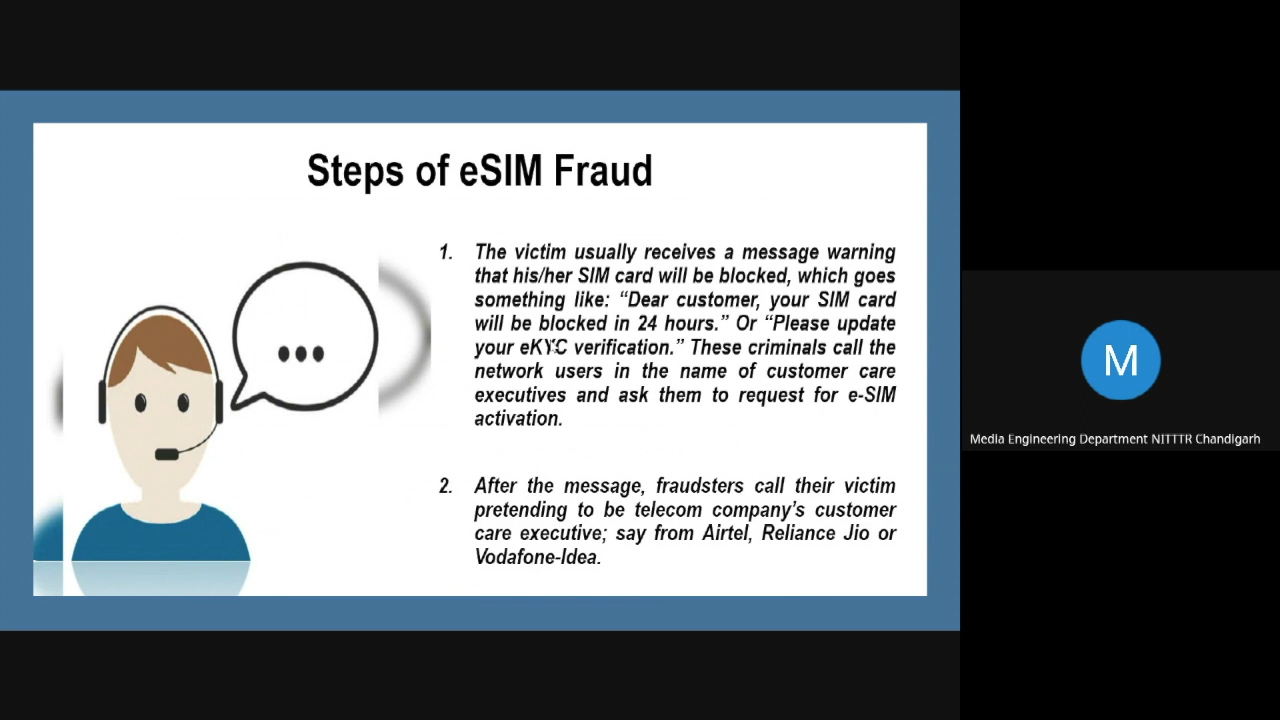 Steps of eSIM Fraud
1. The victim usually receives a message warning
that his/her SIM card will be blocked, which goes
something like: “Dear customer, your SIM card
will be blocked in 24 hours.” Or “Please update
your eKYC verification.” These criminals call the
network users in the name of customer care
executives and ask them to request for e-SIM
activation.
2. After the message, fraudsters call their victim
pretending to be telecom company’s customer
care executive; say from Airtel, Reliance Jio or
Vodafone-Idea.
M
Media Engineering Department NITTTR Chandigarh